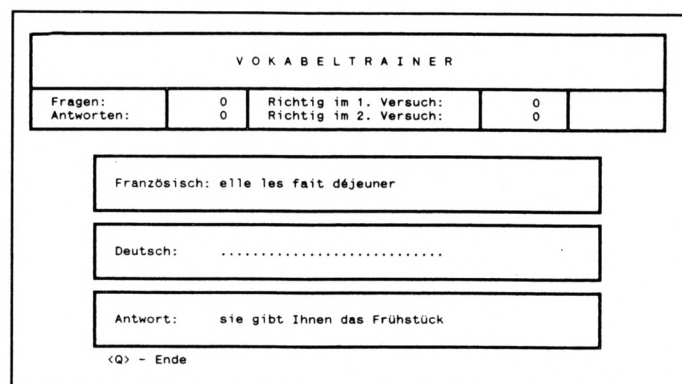 V O K A B E L T R A I N E R
Fragen: 0 Richtig im 1. Versuch: 0
Antworten: 0 Richtig im 2. Versuch: 0
Französisch: elle les fait déjeuner
Deutsch: ............................
Antwort: sie gibt Ihnen das Frühstück
<Q> - Ende